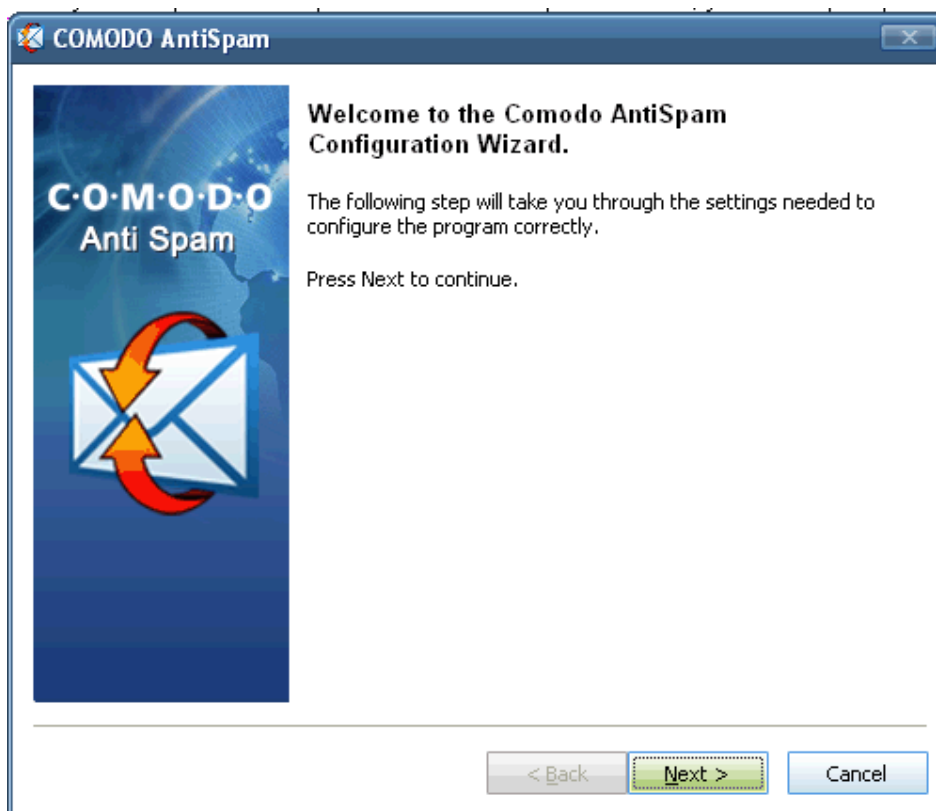 COMODO AntiSpam
C·O·M·O·D·O
Anti Spam
Welcome to the Comodo AntiSpam
Configuration Wizard.
The following step will take you through the settings needed to
configure the program correctly.
Press Next to continue.
< Back
Next >
Cancel